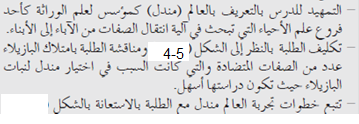 – التمهيد للدرس بالتعريف بالعالم (مندل) كمؤسس لعلم الوراثة كأحد
فروع علم الأحياء التي تبحث في آلية انتقال الصفات من الآباء إلى الأبناء.
– تكليف الطلبة بالنظر إلى الشكل (4-5) ومناقشة الطلبة بامتلاك البازيلاء
عدد من الصفات المتضادة والتي كانت السبب في اختيار مندل لنبات
البازيلاء حيث تكون دراستها أسهل.
– تتبع خطوات تجربة العالم مندل مع الطلبة بالاستعانة بالشكل (